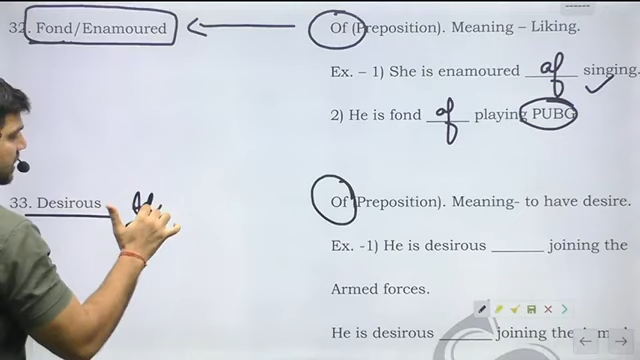 32. Fond/Enamoured
Of (Preposition). Meaning – Liking.
Ex. – 1) She is enamoured of singing.
2) He is fond of playing PUBG
33. Desirous
Of (Preposition). Meaning- to have desire.
Ex. -1) He is desirous ______ joining the
Armed forces.
He is desirous ______ joining the